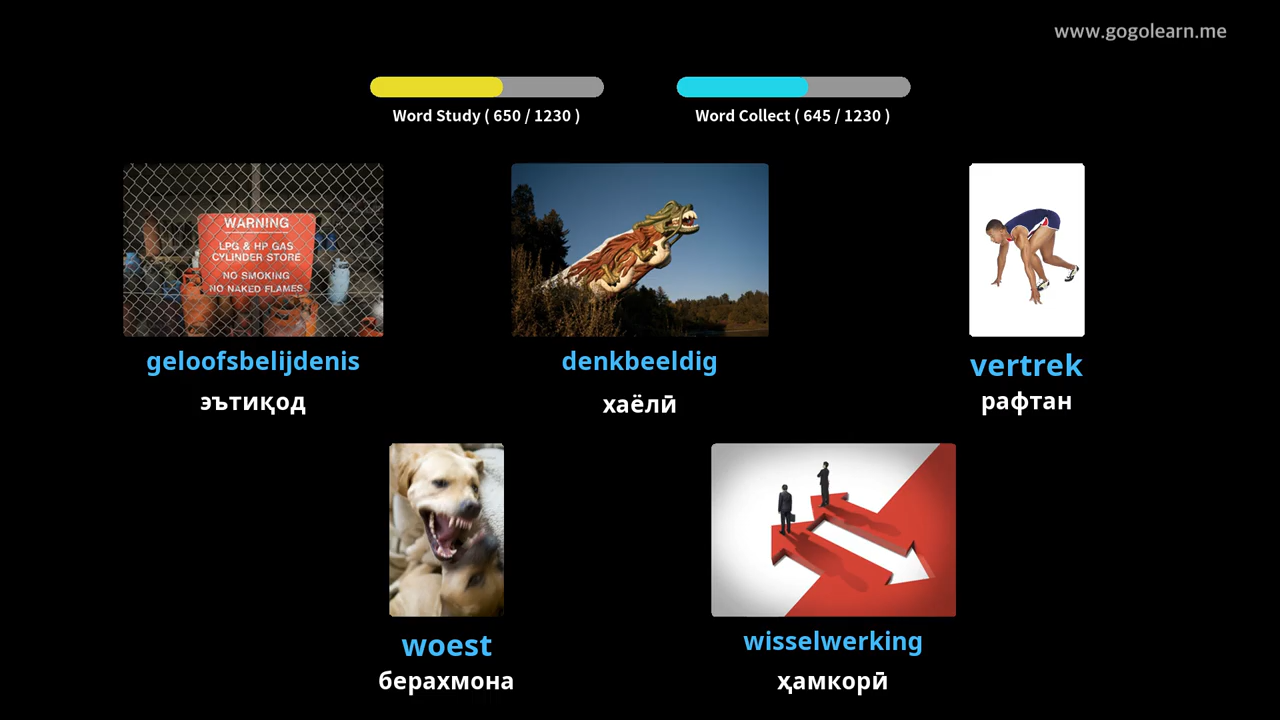 www.gogolearn.me
Word Study ( 650 / 1230 )
Word Collect ( 645 / 1230 )
WARNING
LPG & HP GAS
CYLINDER STORE
NO SMOKING
NO NAKED FLAMES
geloofsbelijdenis
эътиқод
denkbeeldig
хаёлӣ
vertrek
рафтан
woest
берахмона
wisselwerking
ҳамкорӣ